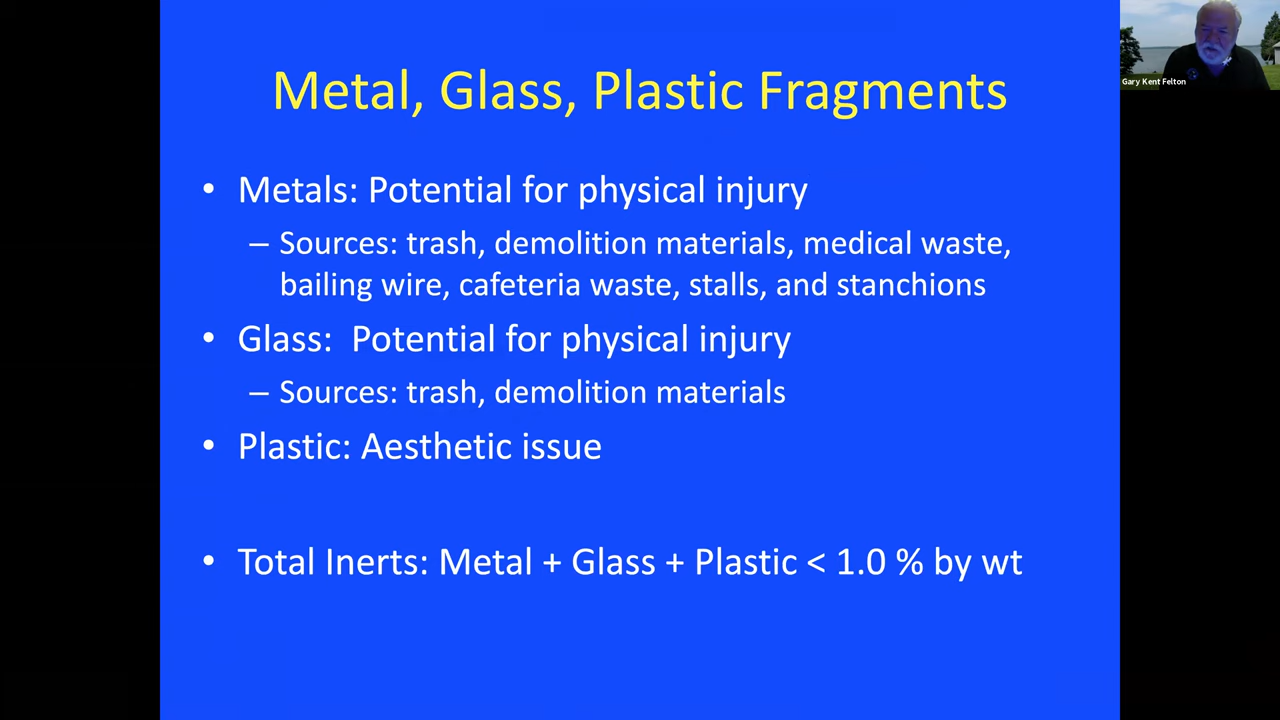 Metal, Glass, Plastic Fragments
• Metals: Potential for physical injury
– Sources: trash, demolition materials, medical waste,
bailing wire, cafeteria waste, stalls, and stanchions
• Glass:  Potential for physical injury
– Sources: trash, demolition materials
• Plastic: Aesthetic issue
• Total Inerts: Metal + Glass + Plastic < 1.0 % by wt
Gary Kent Felton